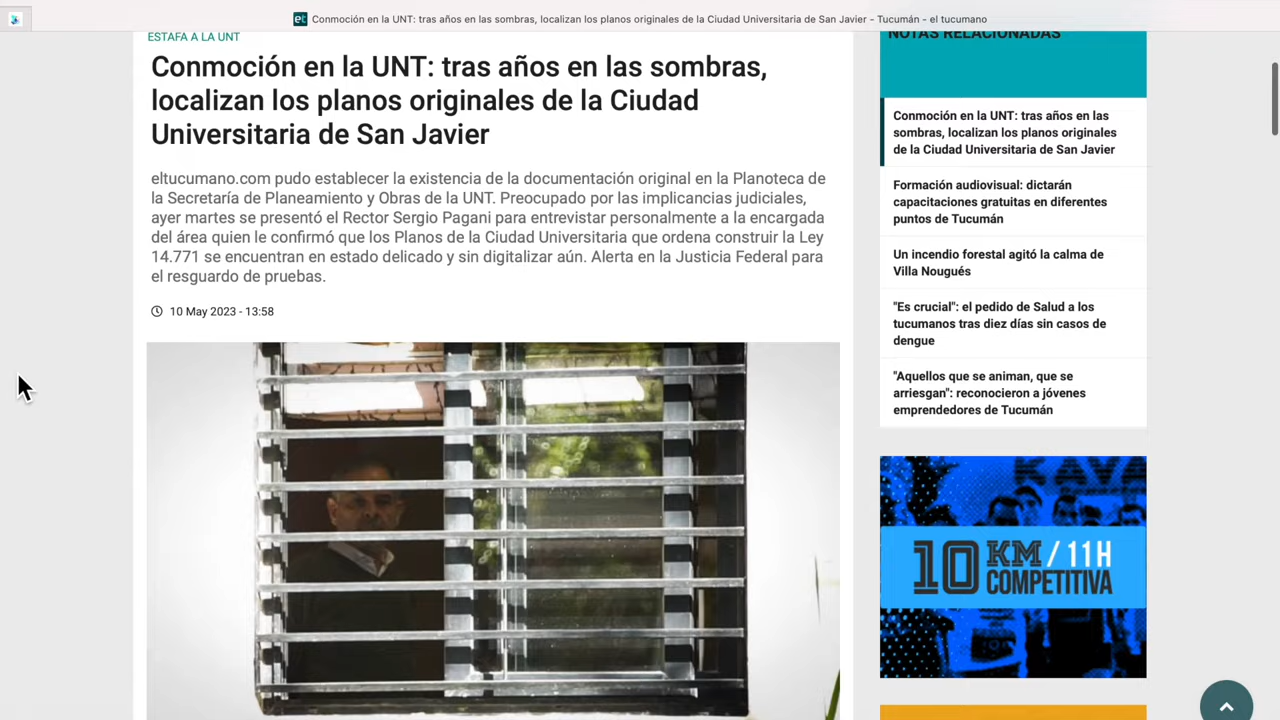 et Conmoción en la UNT: tras años en las sombras, localizan los planos originales de la Ciudad Universitaria de San Javier - Tucumán - el tucumano
ESTAFA A LA UNT
Conmoción en la UNT: tras años en las sombras,
localizan los planos originales de la Ciudad
Universitaria de San Javier
eltucumano.com pudo establecer la existencia de la documentación original en la Planoteca de
la Secretaría de Planeamiento y Obras de la UNT. Preocupado por las implicancias judiciales,
ayer martes se presentó el Rector Sergio Pagani para entrevistar personalmente a la encargada
del área quien le confirmó que los Planos de la Ciudad Universitaria que ordena construir la Ley
14.771 se encuentran en estado delicado y sin digitalizar aún. Alerta en la Justicia Federal para
el resguardo de pruebas.
10 May 2023 - 13:58
NOTAS RELACIONADAS
Conmoción en la UNT: tras años en las
sombras, localizan los planos originales
de la Ciudad Universitaria de San Javier
Formación audiovisual: dictarán
capacitaciones gratuitas en diferentes
puntos de Tucumán
Un incendio forestal agitó la calma de
Villa Nougués
"Es crucial": el pedido de Salud a los
tucumanos tras diez días sin casos de
dengue
"Aquellos que se animan, que se
arriesgan": reconocieron a jóvenes
emprendedores de Tucumán
10 KM / 11H
COMPETITIVA